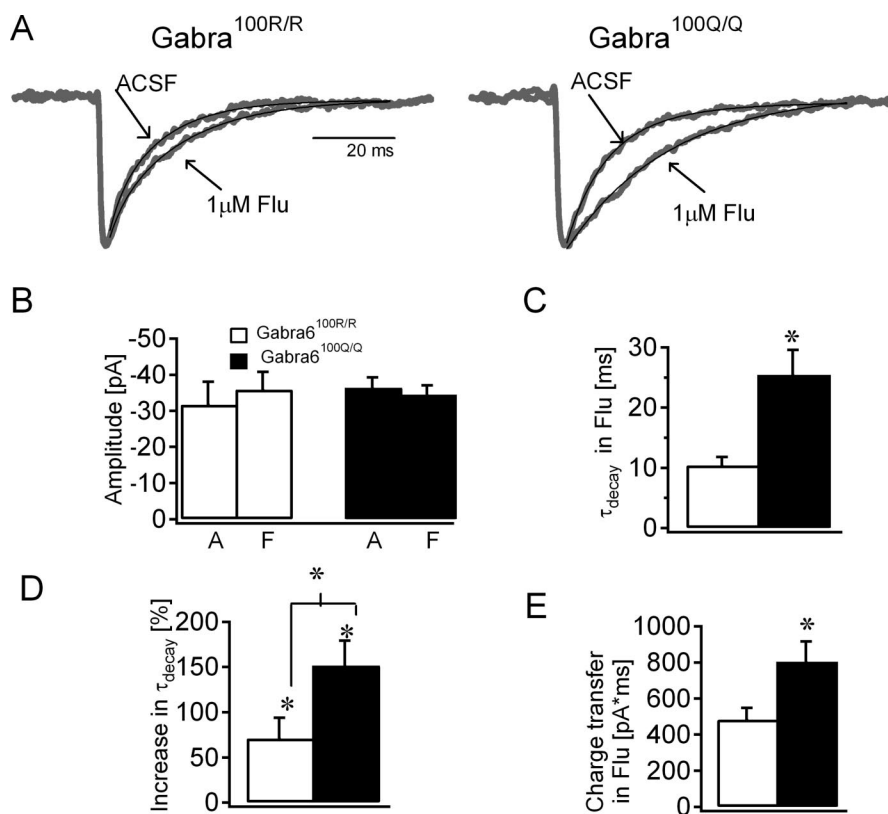 A
Gabra100R/R
Gabra100Q/Q
ACSF
20 ms
1μM Flu
ACSF
1μM Flu
B
Gabra6100R/R
Gabra6100Q/Q
Amplitude [pA]
-50
-40
-30
-20
-10
0
A F A F
C
τdecay in Flu [ms]
30
20
10
0
*
D
Increase in τdecay [%]
200
150
100
50
0
*
*
*
E
Charge transfer
in Flu [pA*ms]
1000
800
600
400
200
0
*